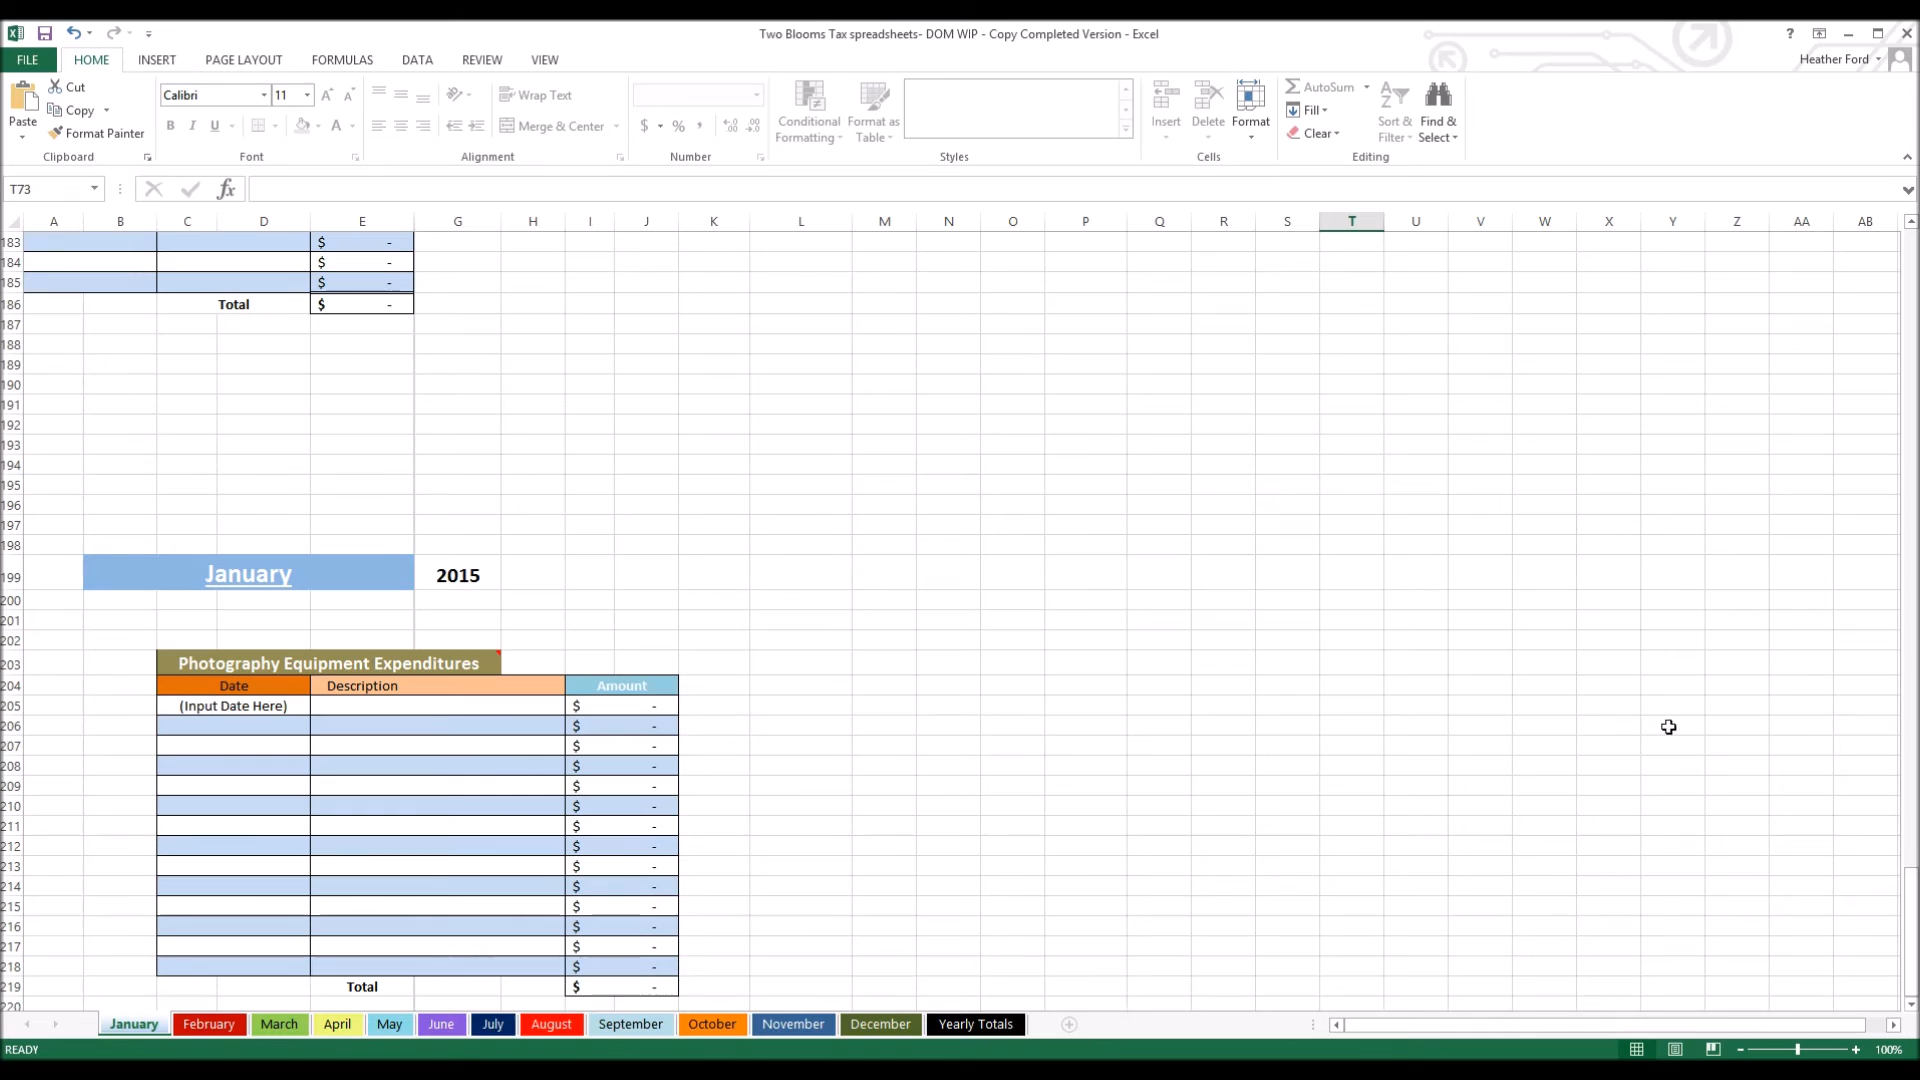 Two Blooms Tax spreadsheets- DOM WIP - Copy Completed Version - Excel
?
FILE HOME INSERT PAGE LAYOUT FORMULAS DATA REVIEW VIEW Heather Ford
Paste
Cut
Copy
Format Painter
Clipboard
Calibri 11
B I U A
Font
Wrap Text
Merge & Center
Alignment
$ % ,
Number
Conditional Formatting
Format as Table
Styles
Insert
Delete
Format
Cells
AutoSum
Fill
Clear
Sort & Filter
Find & Select
Editing
T73 fx
A B C D E G H I J K L M N O P Q R S T U V W X Y Z AA AB
183 $ -
184 $ -
185 $ -
186 Total $ -
187
188
189
190
191
192
193
194
195
196
197
198
199 January 2015
200
201
202
203 Photography Equipment Expenditures
204 Date Description Amount
205 (Input Date Here) $ -
206 $ -
207 $ -
208 $ -
209 $ -
210 $ -
211 $ -
212 $ -
213 $ -
214 $ -
215 $ -
216 $ -
217 $ -
218 $ -
219 Total $ -
220
January February March April May June July August September October November December Yearly Totals
READY 100%